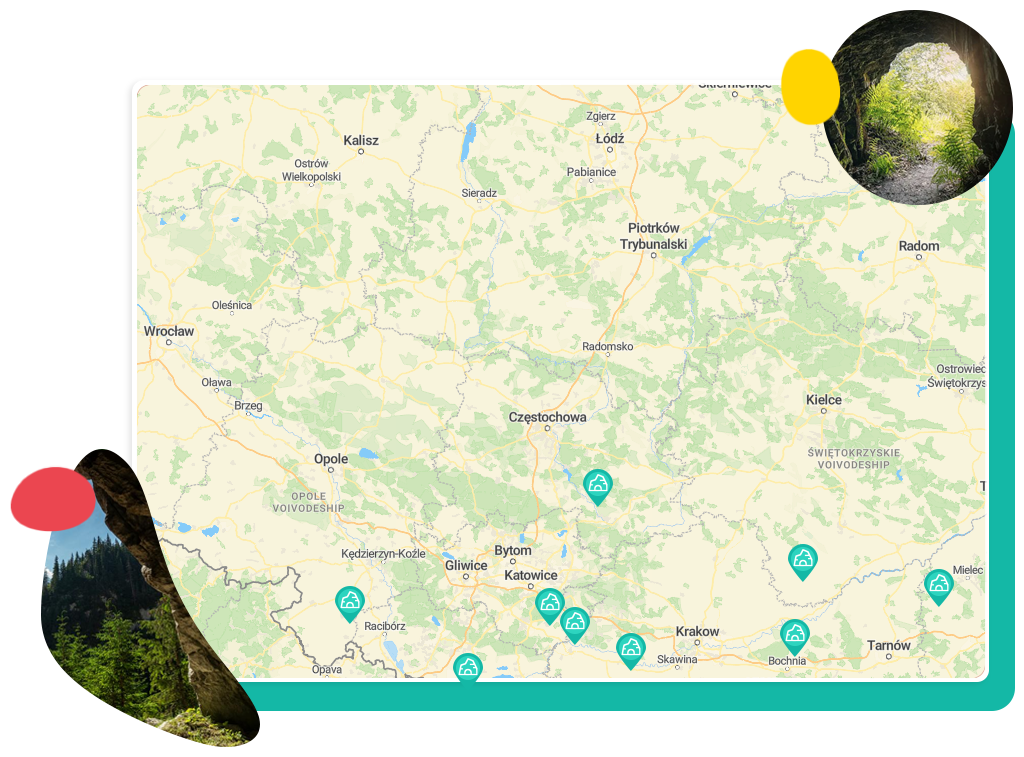 Skierniewice
Zgierz
Kalisz
Łódź
Ostrów
Wielkopolski
Pabianice
Sieradz
Piotrków
Trybunalski
Radom
Oleśnica
Wrocław
Radomsko
Ostrowiec
Świętokrzys
Oława
Brzeg
Kielce
Częstochowa
ŚWIĘTOKRZYSKIE
VOIVODESHIP
Opole
OPOLE
VOIVODESHIP
T
Kędzierzyn-Koźle
Bytom
Gliwice
Katowice
Mielec
Racibórz
Krakow
Skawina
Bochnia
Tarnów
Opava